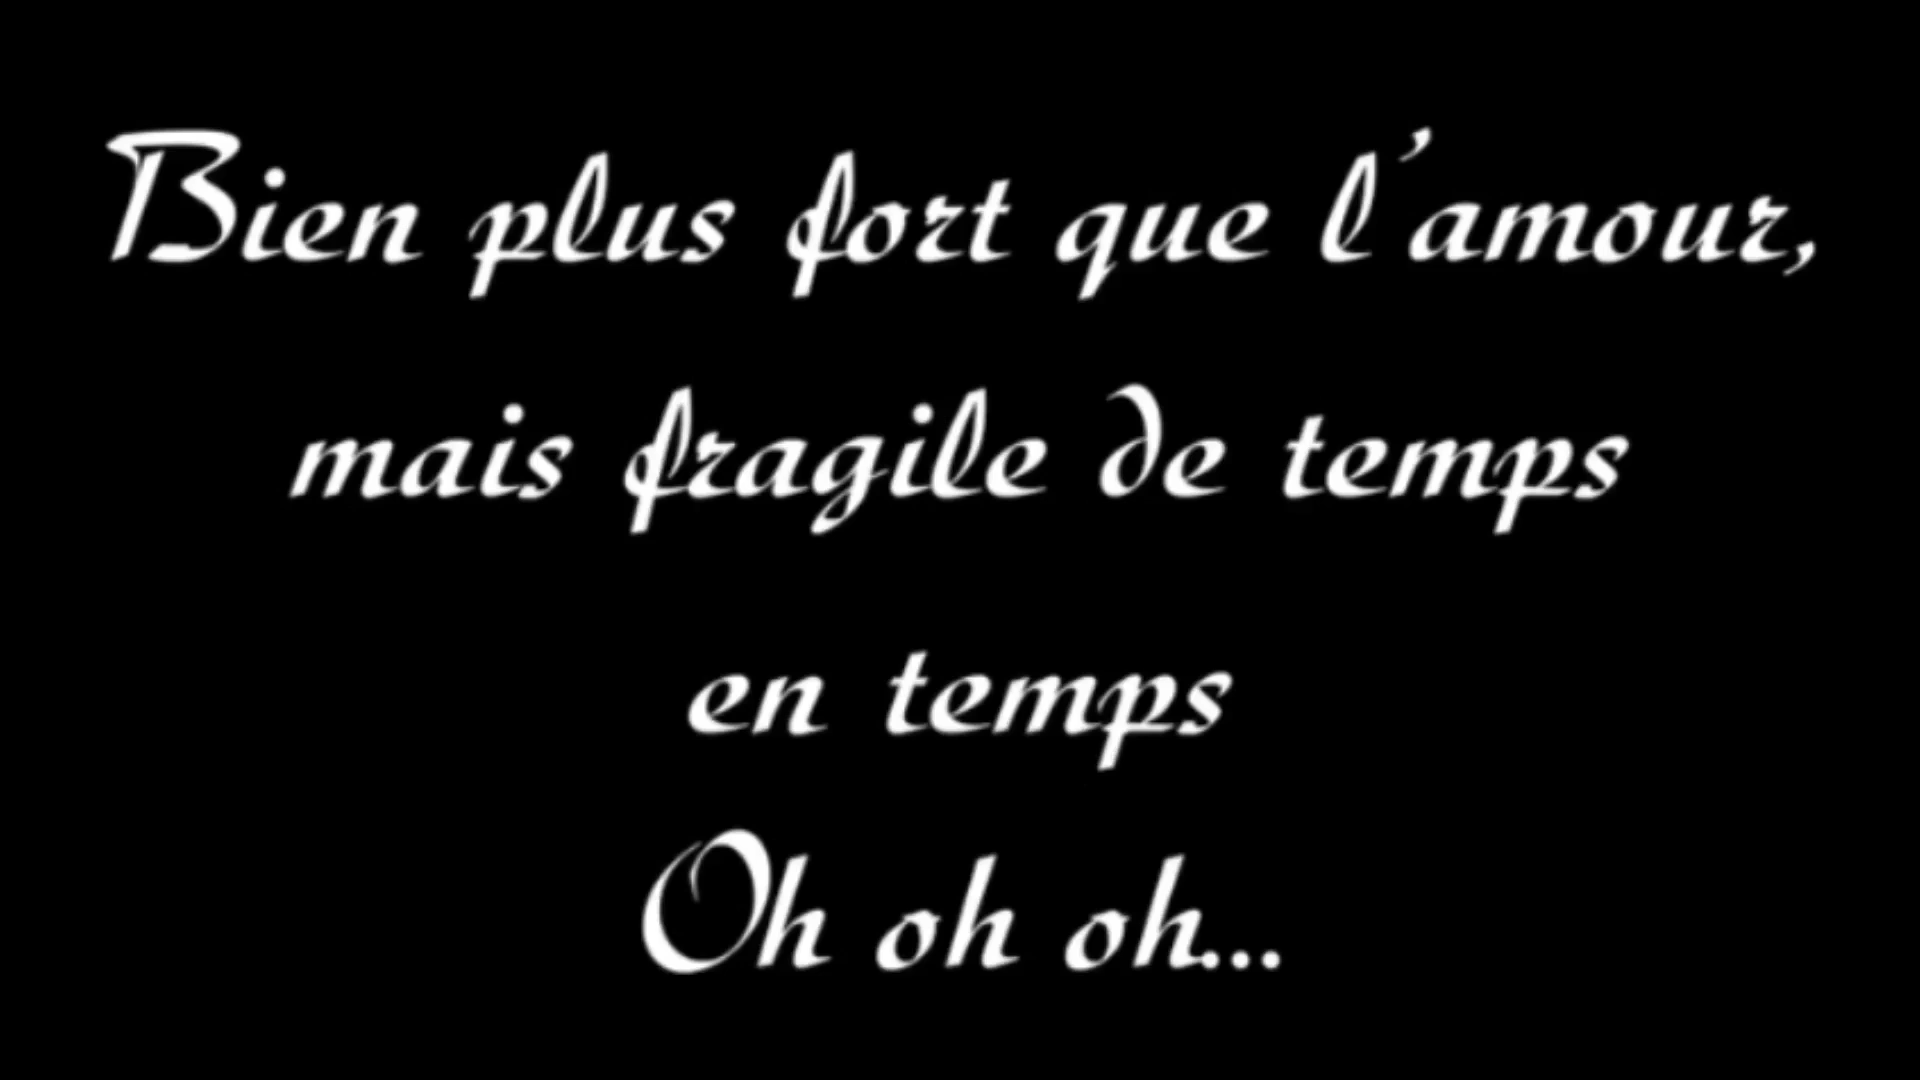 Bien plus fort que l'amour,
mais fragile de temps
en temps
Oh oh oh...